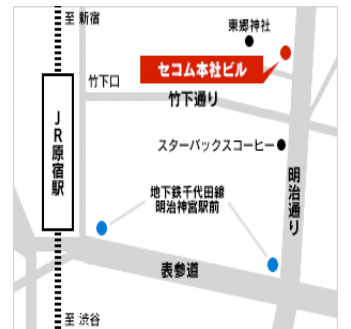 至 新宿
東郷神社
セコム本社ビル
竹下口
竹下通り
JR原宿駅
スターバックスコーヒー
明治通り
地下鉄千代田線
明治神宮駅前
表参道
至 渋谷